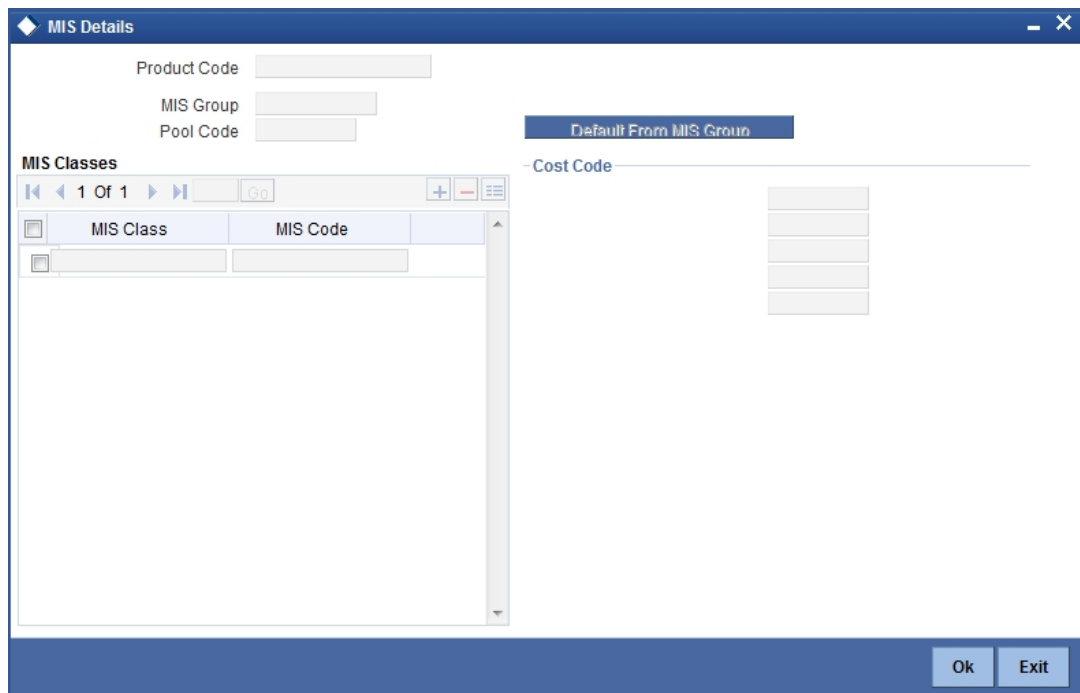 MIS Details
Product Code
MIS Group
Pool Code
Default From MIS Group
MIS Classes
Cost Code
1 Of 1
Go
MIS Class MIS Code
Ok Exit